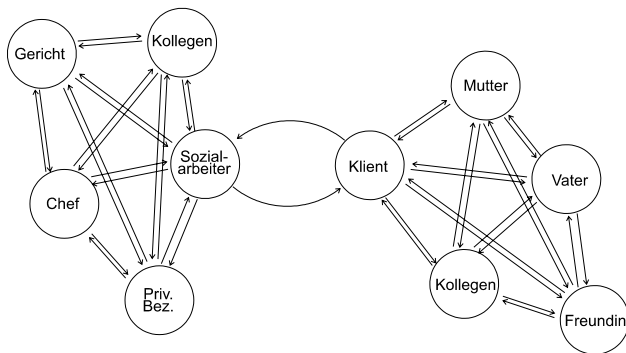 Gericht
Kollegen
Sozial-
arbeiter
Chef
Priv.
Bez.
Klient
Mutter
Vater
Kollegen
Freundin